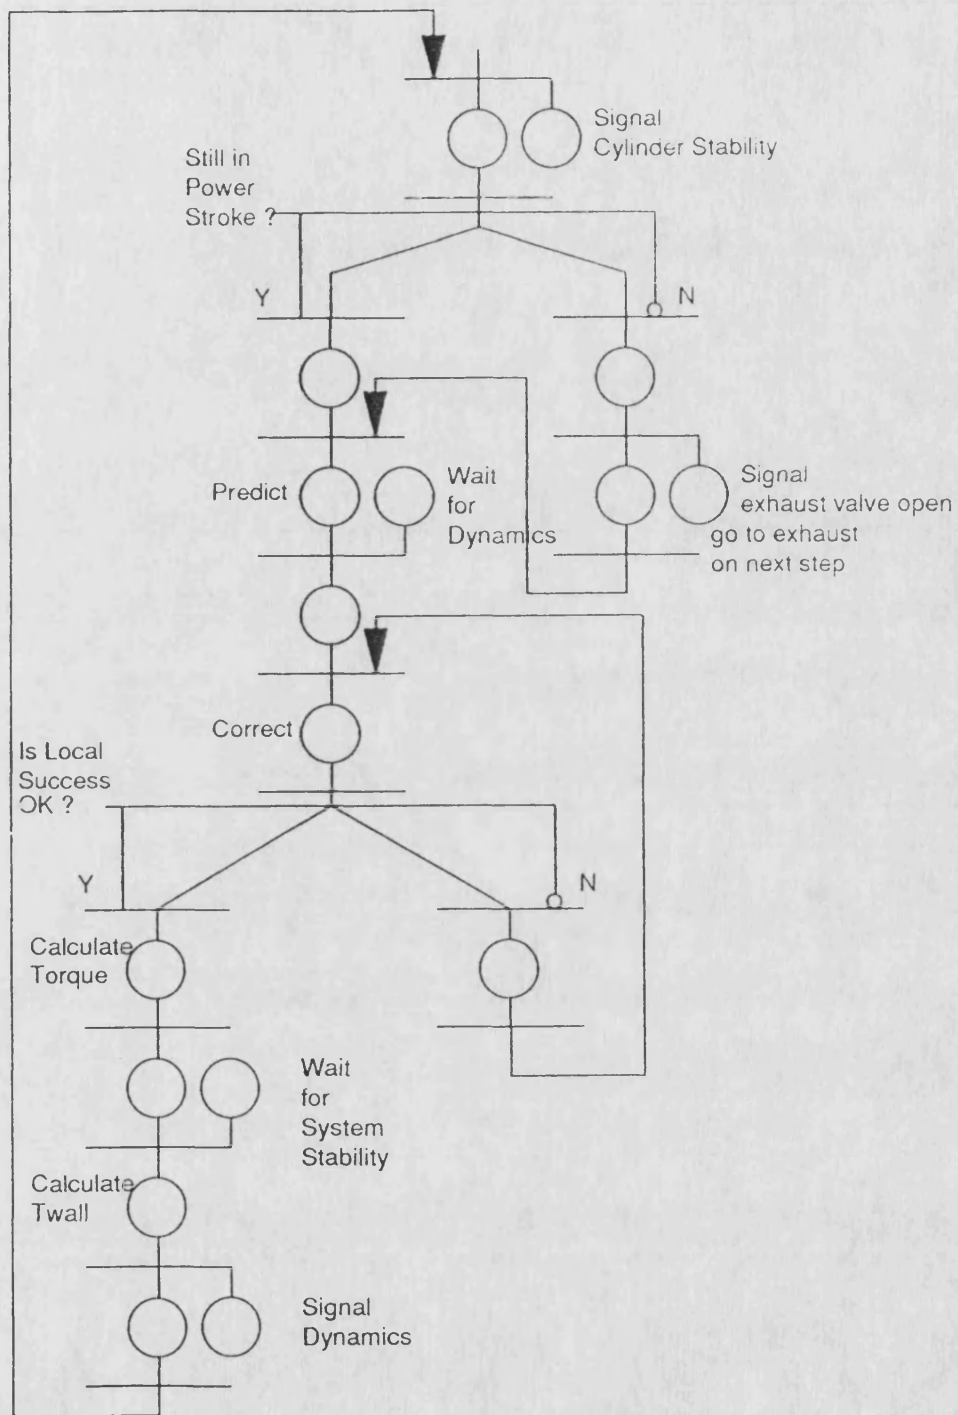 Signal
Cylinder Stability
Still in
Power
Stroke ?
Y
N
Predict
Wait
for
Dynamics
Signal
exhaust valve open
go to exhaust
on next step
Correct
Is Local
Success
OK ?
Y
N
Calculate
Torque
Wait
for
System
Stability
Calculate
Twall
Signal
Dynamics